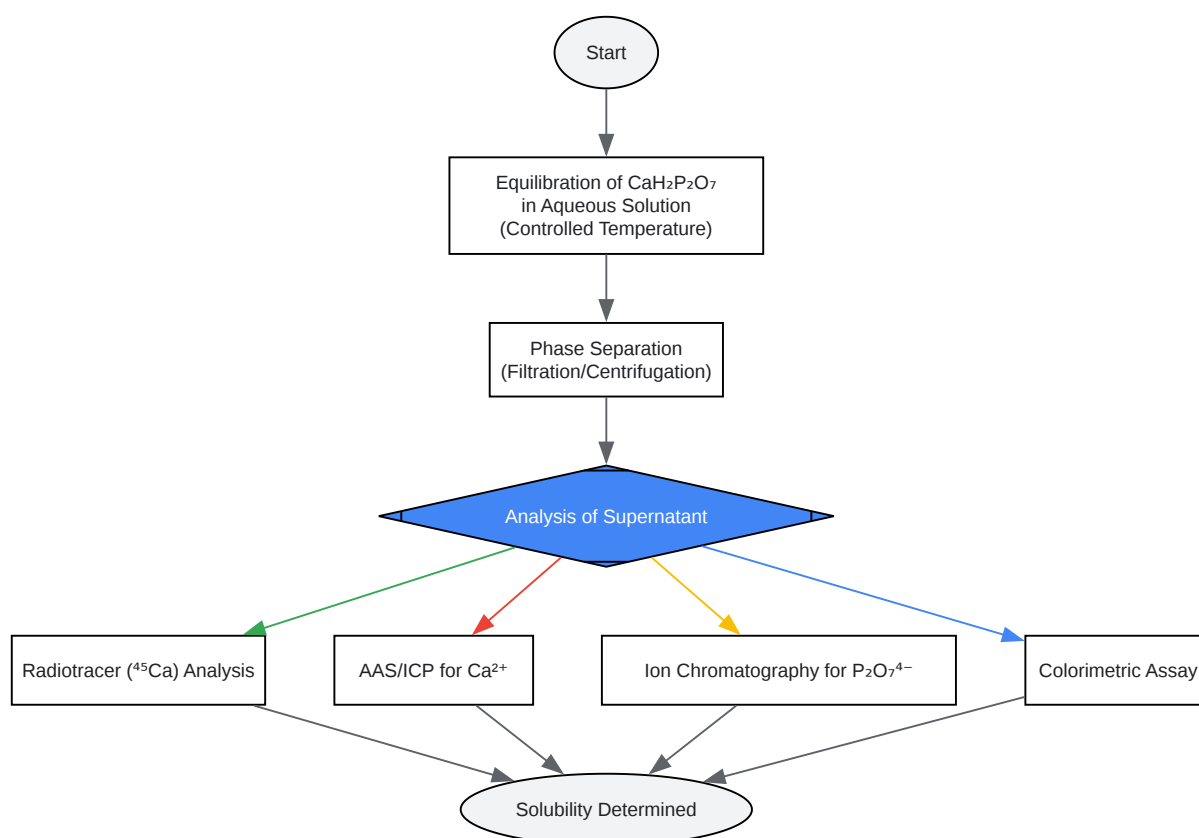 Start
Equilibration of CaH₂P₂O₇
in Aqueous Solution
(Controlled Temperature)
Phase Separation
(Filtration/Centrifugation)
Analysis of Supernatant
Radiotracer (⁴⁵Ca) Analysis
AAS/ICP for Ca²⁺
Ion Chromatography for P₂O₇⁴⁻
Colorimetric Assay
Solubility Determined